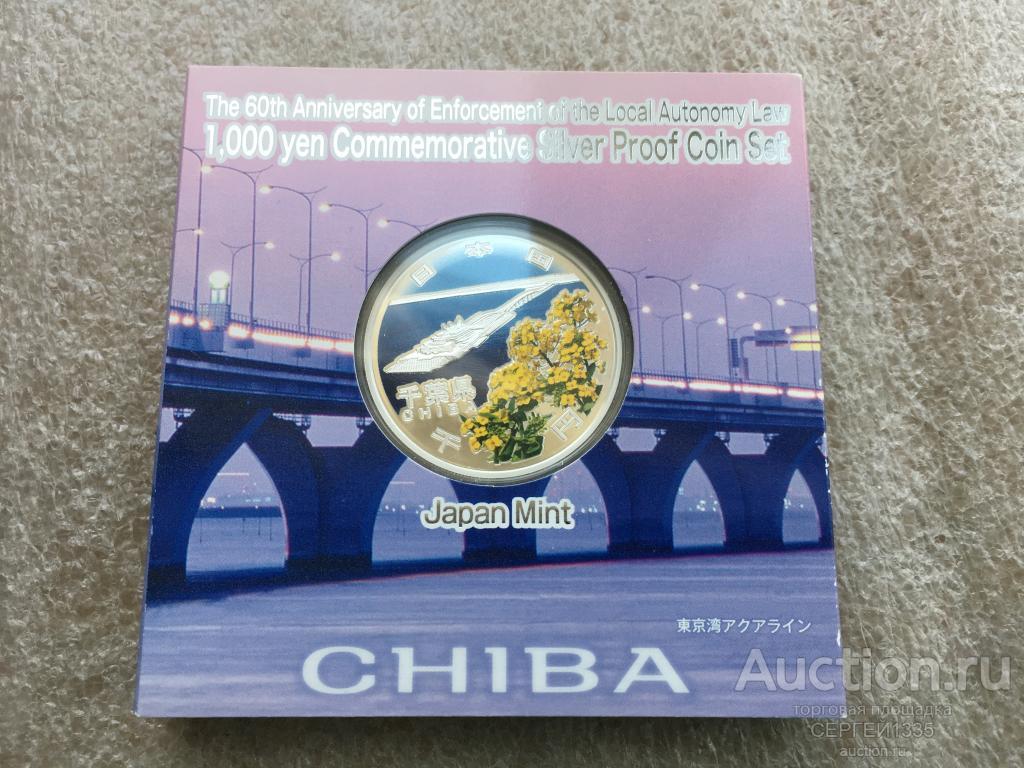 The 60th Anniversary of Enforcement of the Local Autonomy Law
1,000 yen Commemorative Silver Proof Coin Set
日本国
千葉県
CHIBA
千円
Japan Mint
東京湾アクアライン
CHIBA
Auction.ru
торговая площадка
СЕРГЕЙ1335
auction.ru